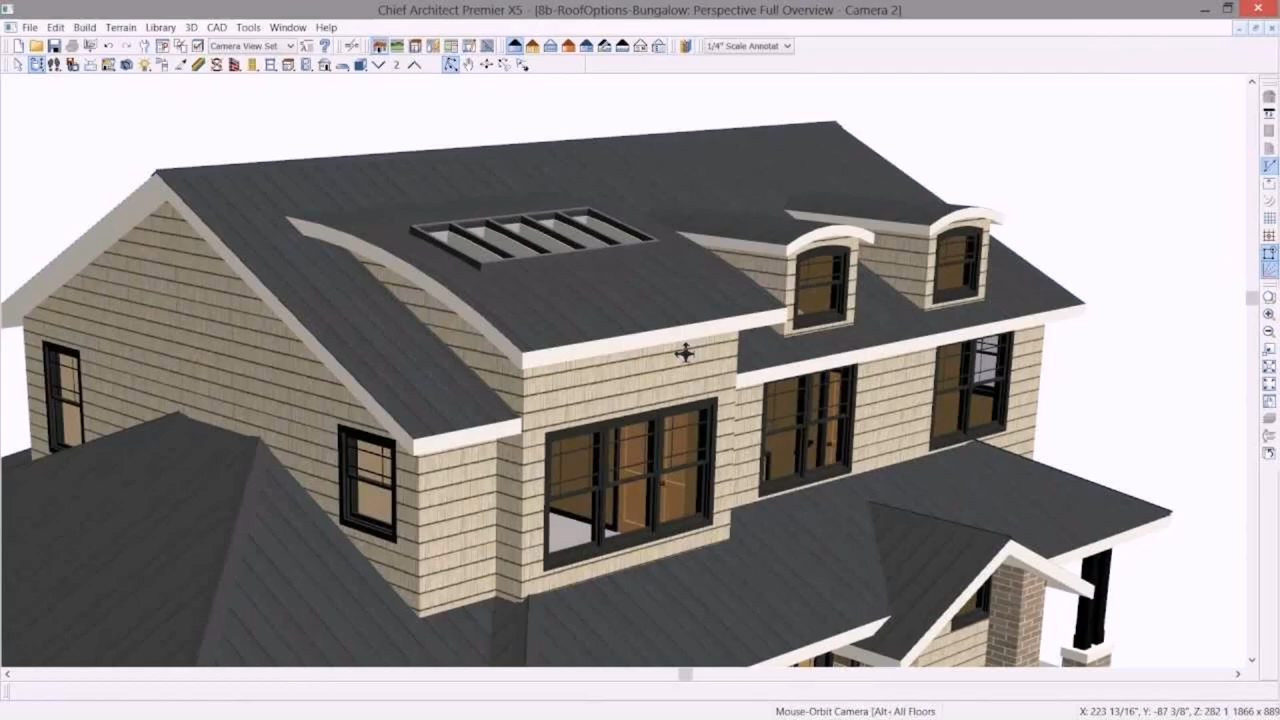 Chief Architect Premier X5 - [8b-RoofOptions-Bungalow: Perspective Full Overview - Camera 2]
File Edit Build Terrain Library 3D CAD Tools Window Help
Camera View Set 1/4" Scale Annotat
2
Mouse-Orbit Camera [Alt- All Floors X: 223 13/16", Y: -87 3/8", Z: 282 1 1866 x 889